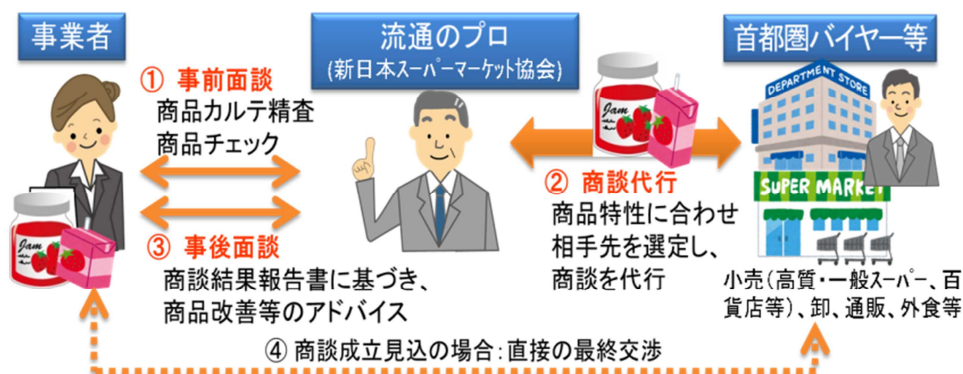 事業者
流通のプロ
(新日本スーパーマーケット協会)
首都圏バイヤー等
① 事前面談
商品カルテ精査
商品チェック
② 商談代行
商品特性に合わせ
相手先を選定し、
商談を代行
③ 事後面談
商談結果報告書に基づき、
商品改善等のアドバイス
Jam
Jam
DEPARTMENT STORE
SUPER MARKET
小売(高質・一般スーパー、百
貨店等)、卸、通販、外食等
④ 商談成立見込の場合:直接の最終交渉